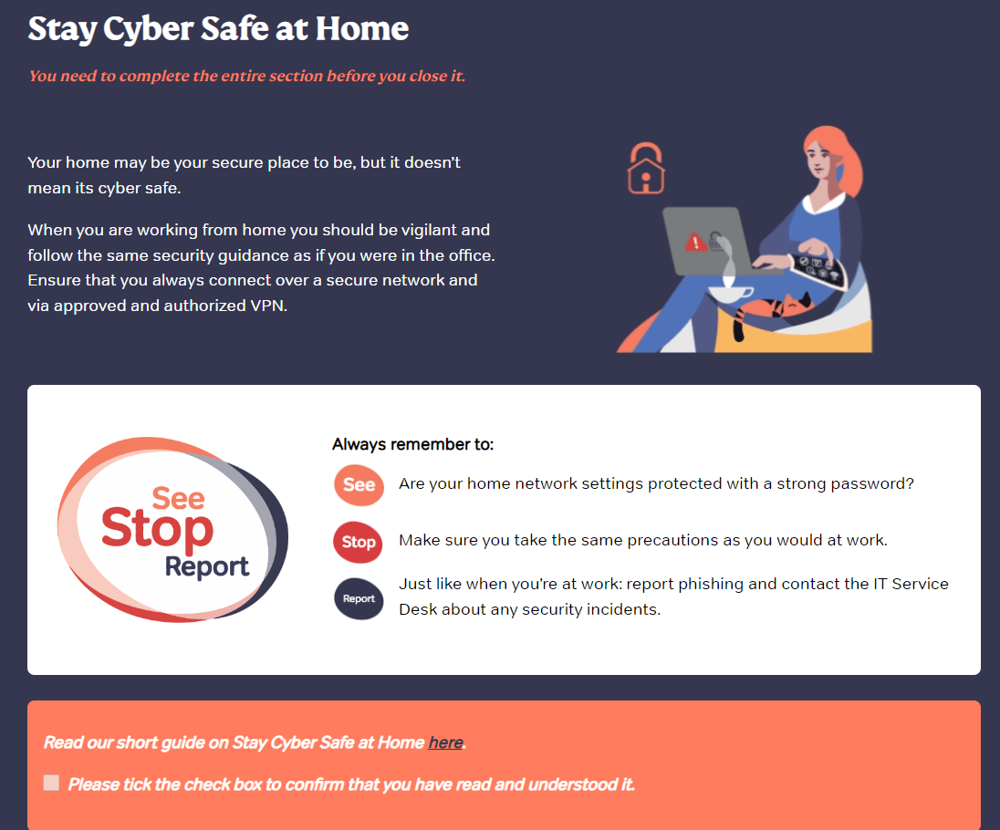 Stay Cyber Safe at Home
You need to complete the entire section before you close it.
Your home may be your secure place to be, but it doesn't
mean its cyber safe.
When you are working from home you should be vigilant and
follow the same security guidance as if you were in the office.
Ensure that you always connect over a secure network and
via approved and authorized VPN.
See
Stop
Report
Always remember to:
See Are your home network settings protected with a strong password?
Stop Make sure you take the same precautions as you would at work.
Report Just like when you're at work: report phishing and contact the IT Service
Desk about any security incidents.
Read our short guide on Stay Cyber Safe at Home here.
Please tick the check box to confirm that you have read and understood it.